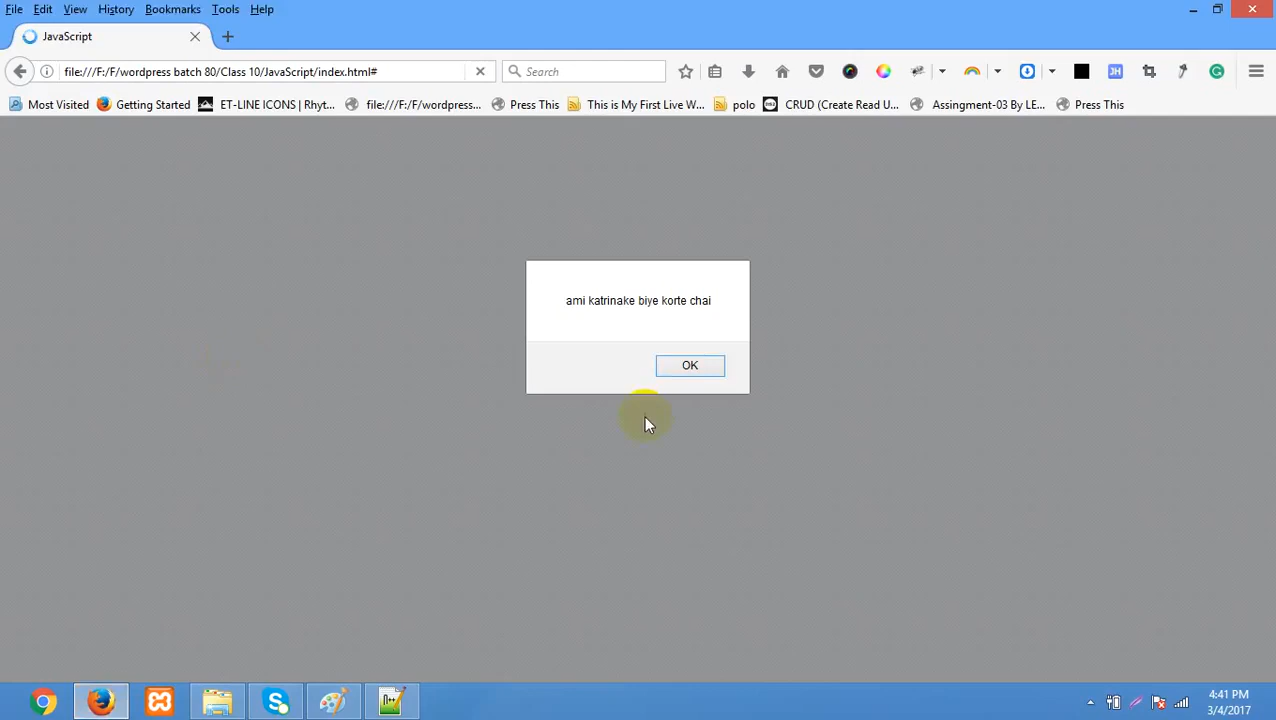 File Edit View History Bookmarks Tools Help
JavaScript
file:///F:/F/wordpress batch 80/Class 10/JavaScript/index.html#
Search
JH
Most Visited Getting Started ET-LINE ICONS | Rhyt... file:///F:/F/wordpress... Press This This is My First Live W... polo CRUD (Create Read U... Assingment-03 By LE... Press This
ami katrinake biye korte chai
OK
4:41 PM
3/4/2017